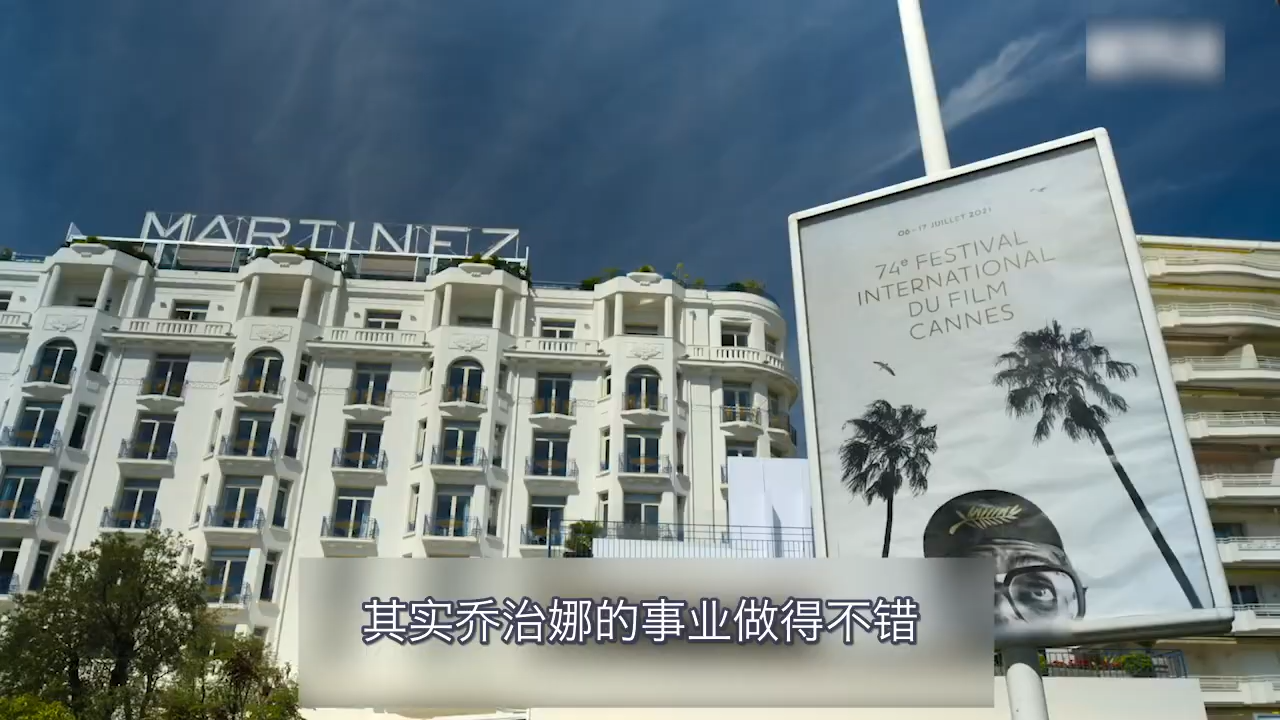 MARTINEZ
06-17 JUILLET 2021
74e FESTIVAL
INTERNATIONAL
DU FILM
CANNES
其实乔治娜的事业做得不错